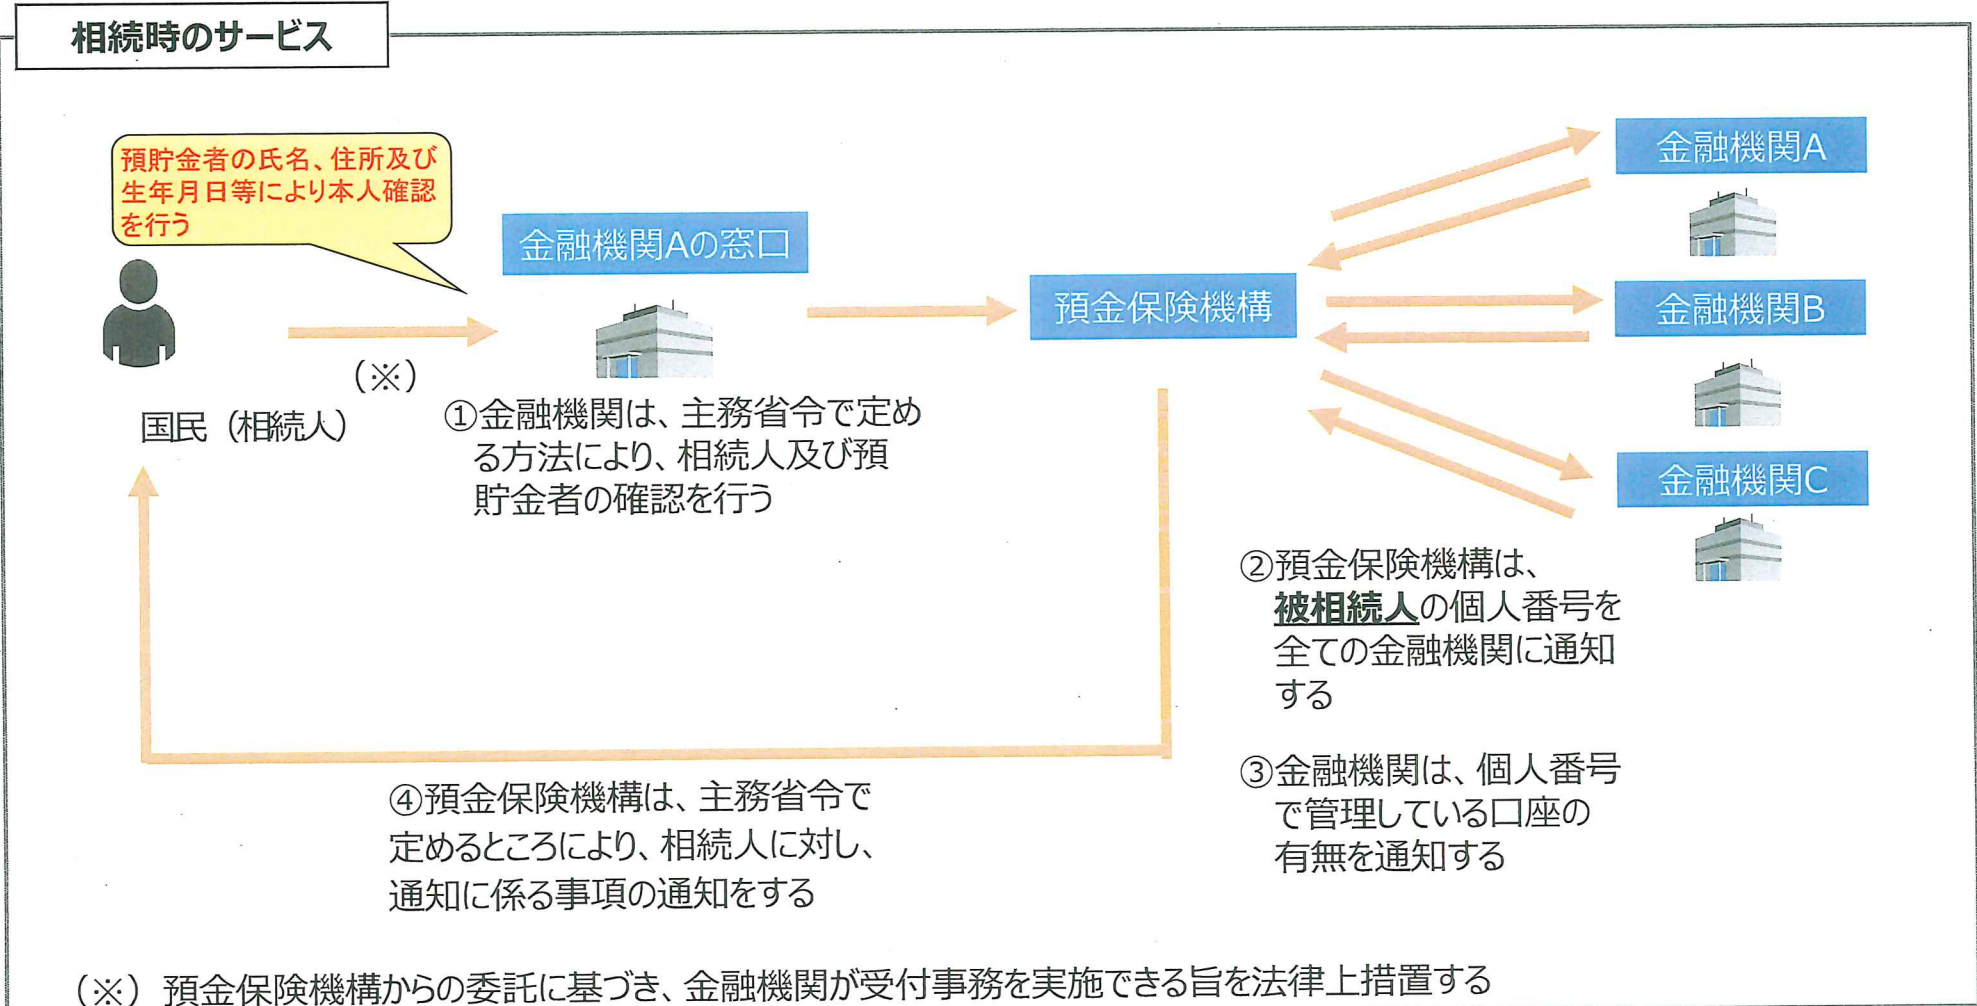 相続時のサービス
預貯金者の氏名、住所及び
生年月日等により本人確認
を行う
金融機関Aの窓口
預金保険機構
金融機関A
金融機関B
金融機関C
(※)
国民（相続人）
①金融機関は、主務省令で定め
る方法により、相続人及び預
貯金者の確認を行う
②預金保険機構は、
被相続人の個人番号を
全ての金融機関に通知
する
③金融機関は、個人番号
で管理している口座の
有無を通知する
④預金保険機構は、主務省令で
定めるところにより、相続人に対し、
通知に係る事項の通知をする
（※）預金保険機構からの委託に基づき、金融機関が受付事務を実施できる旨を法律上措置する